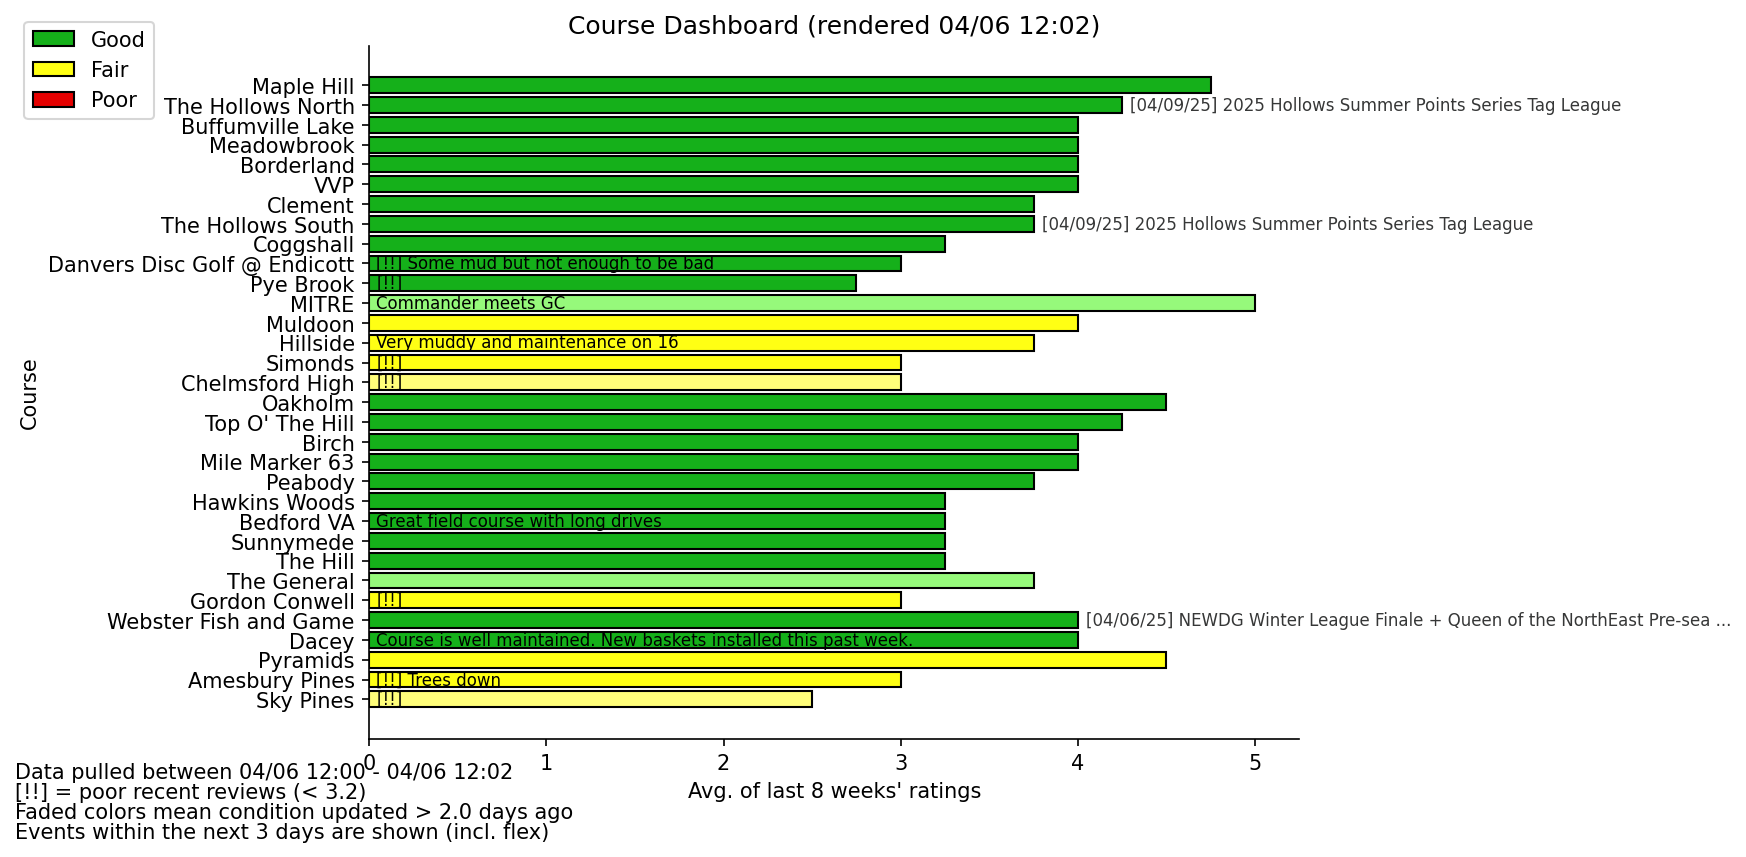 Course Dashboard (rendered 04/06 12:02)
Good
Fair
Poor
Course
Maple Hill
The Hollows North [04/09/25] 2025 Hollows Summer Points Series Tag League
Buffumville Lake
Meadowbrook
Borderland
VVP
Clement
The Hollows South [04/09/25] 2025 Hollows Summer Points Series Tag League
Coggshall
Danvers Disc Golf @ Endicott [!!] Some mud but not enough to be bad
Pye Brook [!!]
MITRE Commander meets GC
Muldoon
Hillside Very muddy and maintenance on 16
Simonds [!!]
Chelmsford High [!!]
Oakholm
Top O' The Hill
Birch
Mile Marker 63
Peabody
Hawkins Woods
Bedford VA Great field course with long drives
Sunnymede
The Hill
The General
Gordon Conwell [!!]
Webster Fish and Game [04/06/25] NEWDG Winter League Finale + Queen of the NorthEast Pre-sea ...
Dacey Course is well maintained. New baskets installed this past week.
Pyramids
Amesbury Pines [!!] Trees down
Sky Pines [!!]
0 1 2 3 4 5
Avg. of last 8 weeks' ratings
Data pulled between 04/06 12:00 - 04/06 12:02
[!!] = poor recent reviews (< 3.2)
Faded colors mean condition updated > 2.0 days ago
Events within the next 3 days are shown (incl. flex)